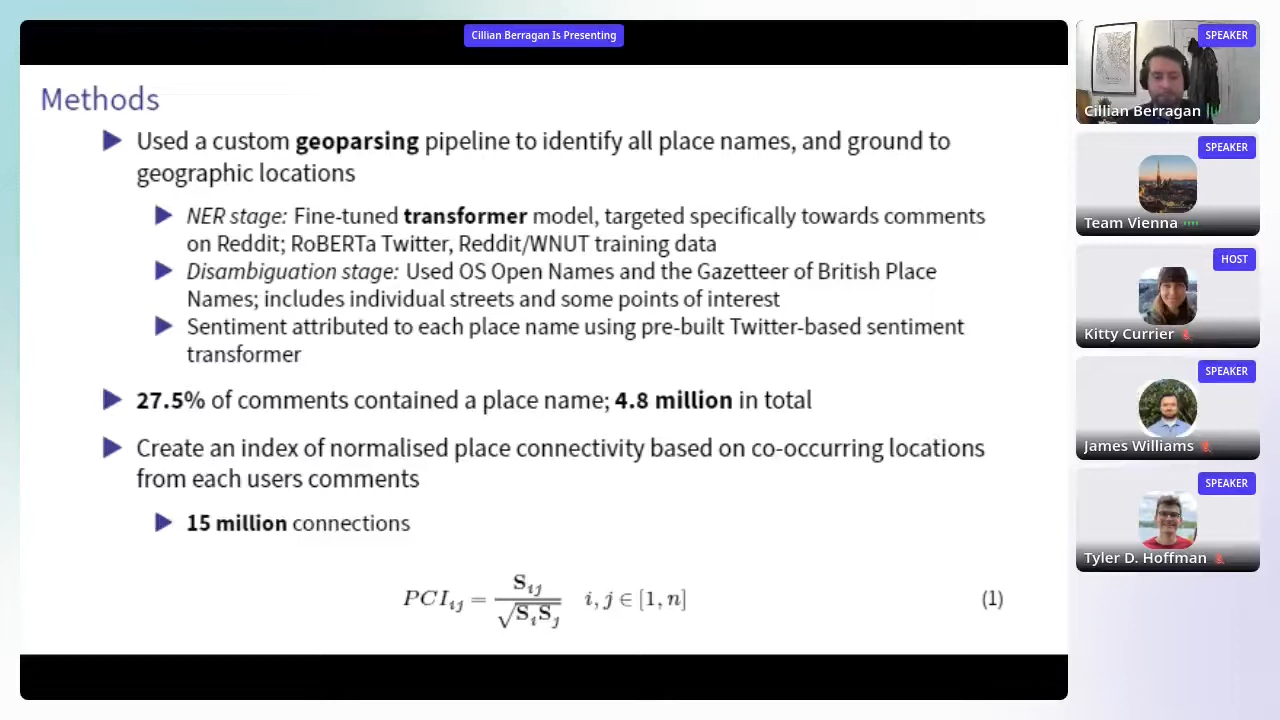 Cillian Berragan Is Presenting
Methods
Used a custom geoparsing pipeline to identify all place names, and ground to
geographic locations
NER stage: Fine-tuned transformer model, targeted specifically towards comments
on Reddit; RoBERTa Twitter, Reddit/WNUT training data
Disambiguation stage: Used OS Open Names and the Gazetteer of British Place
Names; includes individual streets and some points of interest
Sentiment attributed to each place name using pre-built Twitter-based sentiment
transformer
27.5% of comments contained a place name; 4.8 million in total
Create an index of normalised place connectivity based on co-occurring locations
from each users comments
15 million connections
PCI_{ij} = \frac{S_{ij}}{\sqrt{S_i S_j}} i, j ∈ [1, n] (1)
SPEAKER
Cillian Berragan
SPEAKER
Team Vienna
HOST
Kitty Currier
SPEAKER
James Williams
SPEAKER
Tyler D. Hoffman